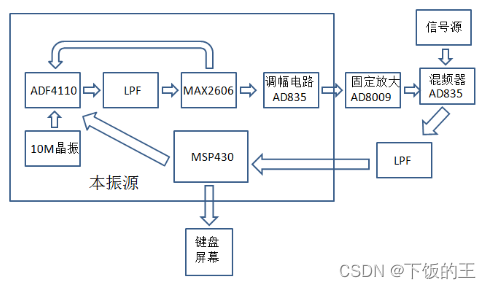 信号源
ADF4110
LPF
MAX2606
调幅电路
AD835
固定放大
AD8009
混频器
AD835
10M晶振
MSP430
LPF
本振源
键盘
屏幕
CSDN @下饭的王